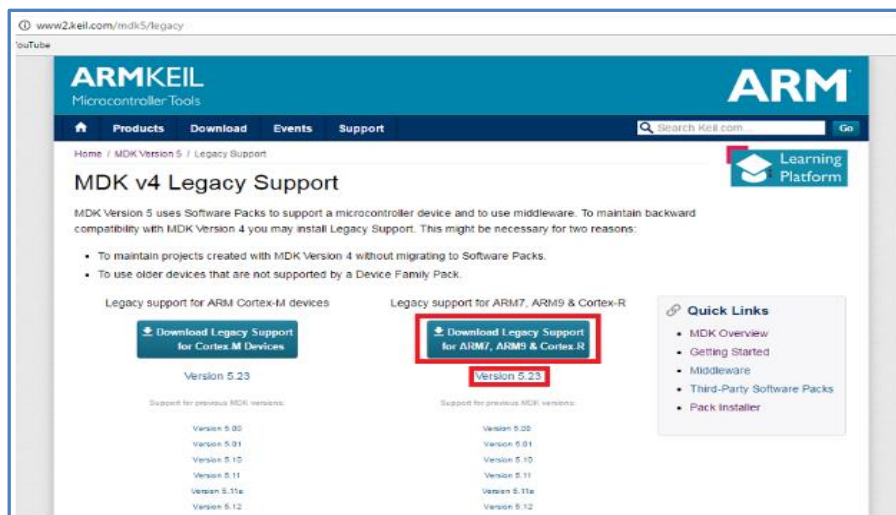 www2.keil.com/mdk5/legacy
YouTube
ARMKEIL
Microcontroller Tools
ARM
Products Download Events Support
Search Keil.com...
Go
Home / MDK Version 5 / Legacy Support
Learning
Platform
MDK v4 Legacy Support
MDK Version 5 uses Software Packs to support a microcontroller device and to use middleware. To maintain backward
compatibility with MDK Version 4 you may install Legacy Support. This might be necessary for two reasons:
To maintain projects created with MDK Version 4 without migrating to Software Packs.
To use older devices that are not supported by a Device Family Pack.
Legacy support for ARM Cortex-M devices
Download Legacy Support
for Cortex-M Devices
Version 5.23
Support for previous MDK versions:
Version 5.00
Version 5.01
Version 5.10
Version 5.11
Version 5.11a
Version 5.12
Legacy support for ARM7, ARM9 & Cortex-R
Download Legacy Support
for ARM7, ARM9 & Cortex-R
Version 5.23
Support for previous MDK versions:
Version 5.00
Version 5.01
Version 5.10
Version 5.11
Version 5.11a
Version 5.12
Quick Links
MDK Overview
Getting Started
Middleware
Third-Party Software Packs
Pack Installer